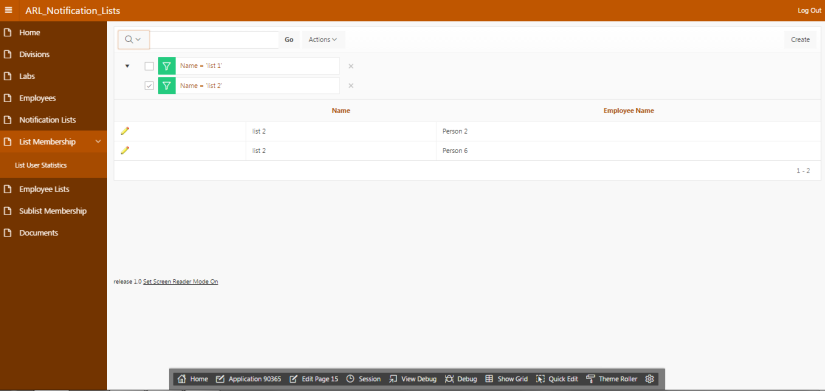 ARL_Notification_Lists
Log Out
Home
Divisions
Labs
Employees
Notification Lists
List Membership
List User Statistics
Employee Lists
Sublist Membership
Documents
Go
Actions
Create
Name = 'list 1'
Name = 'list 2'
Name Employee Name
list 2 Person 2
list 2 Person 6
1 - 2
release 1.0 Set Screen Reader Mode On
Home Application 90365 Edit Page 15 Session View Debug Debug Show Grid Quick Edit Theme Roller